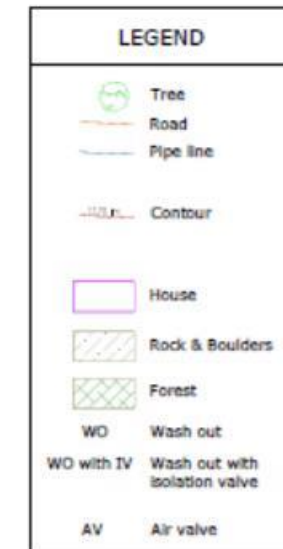 LEGEND
Tree
Road
Pipe line
Contour
House
Rock & Boulders
Forest
WO Wash out
WO with IV Wash out with
isolation valve
AV Air valve